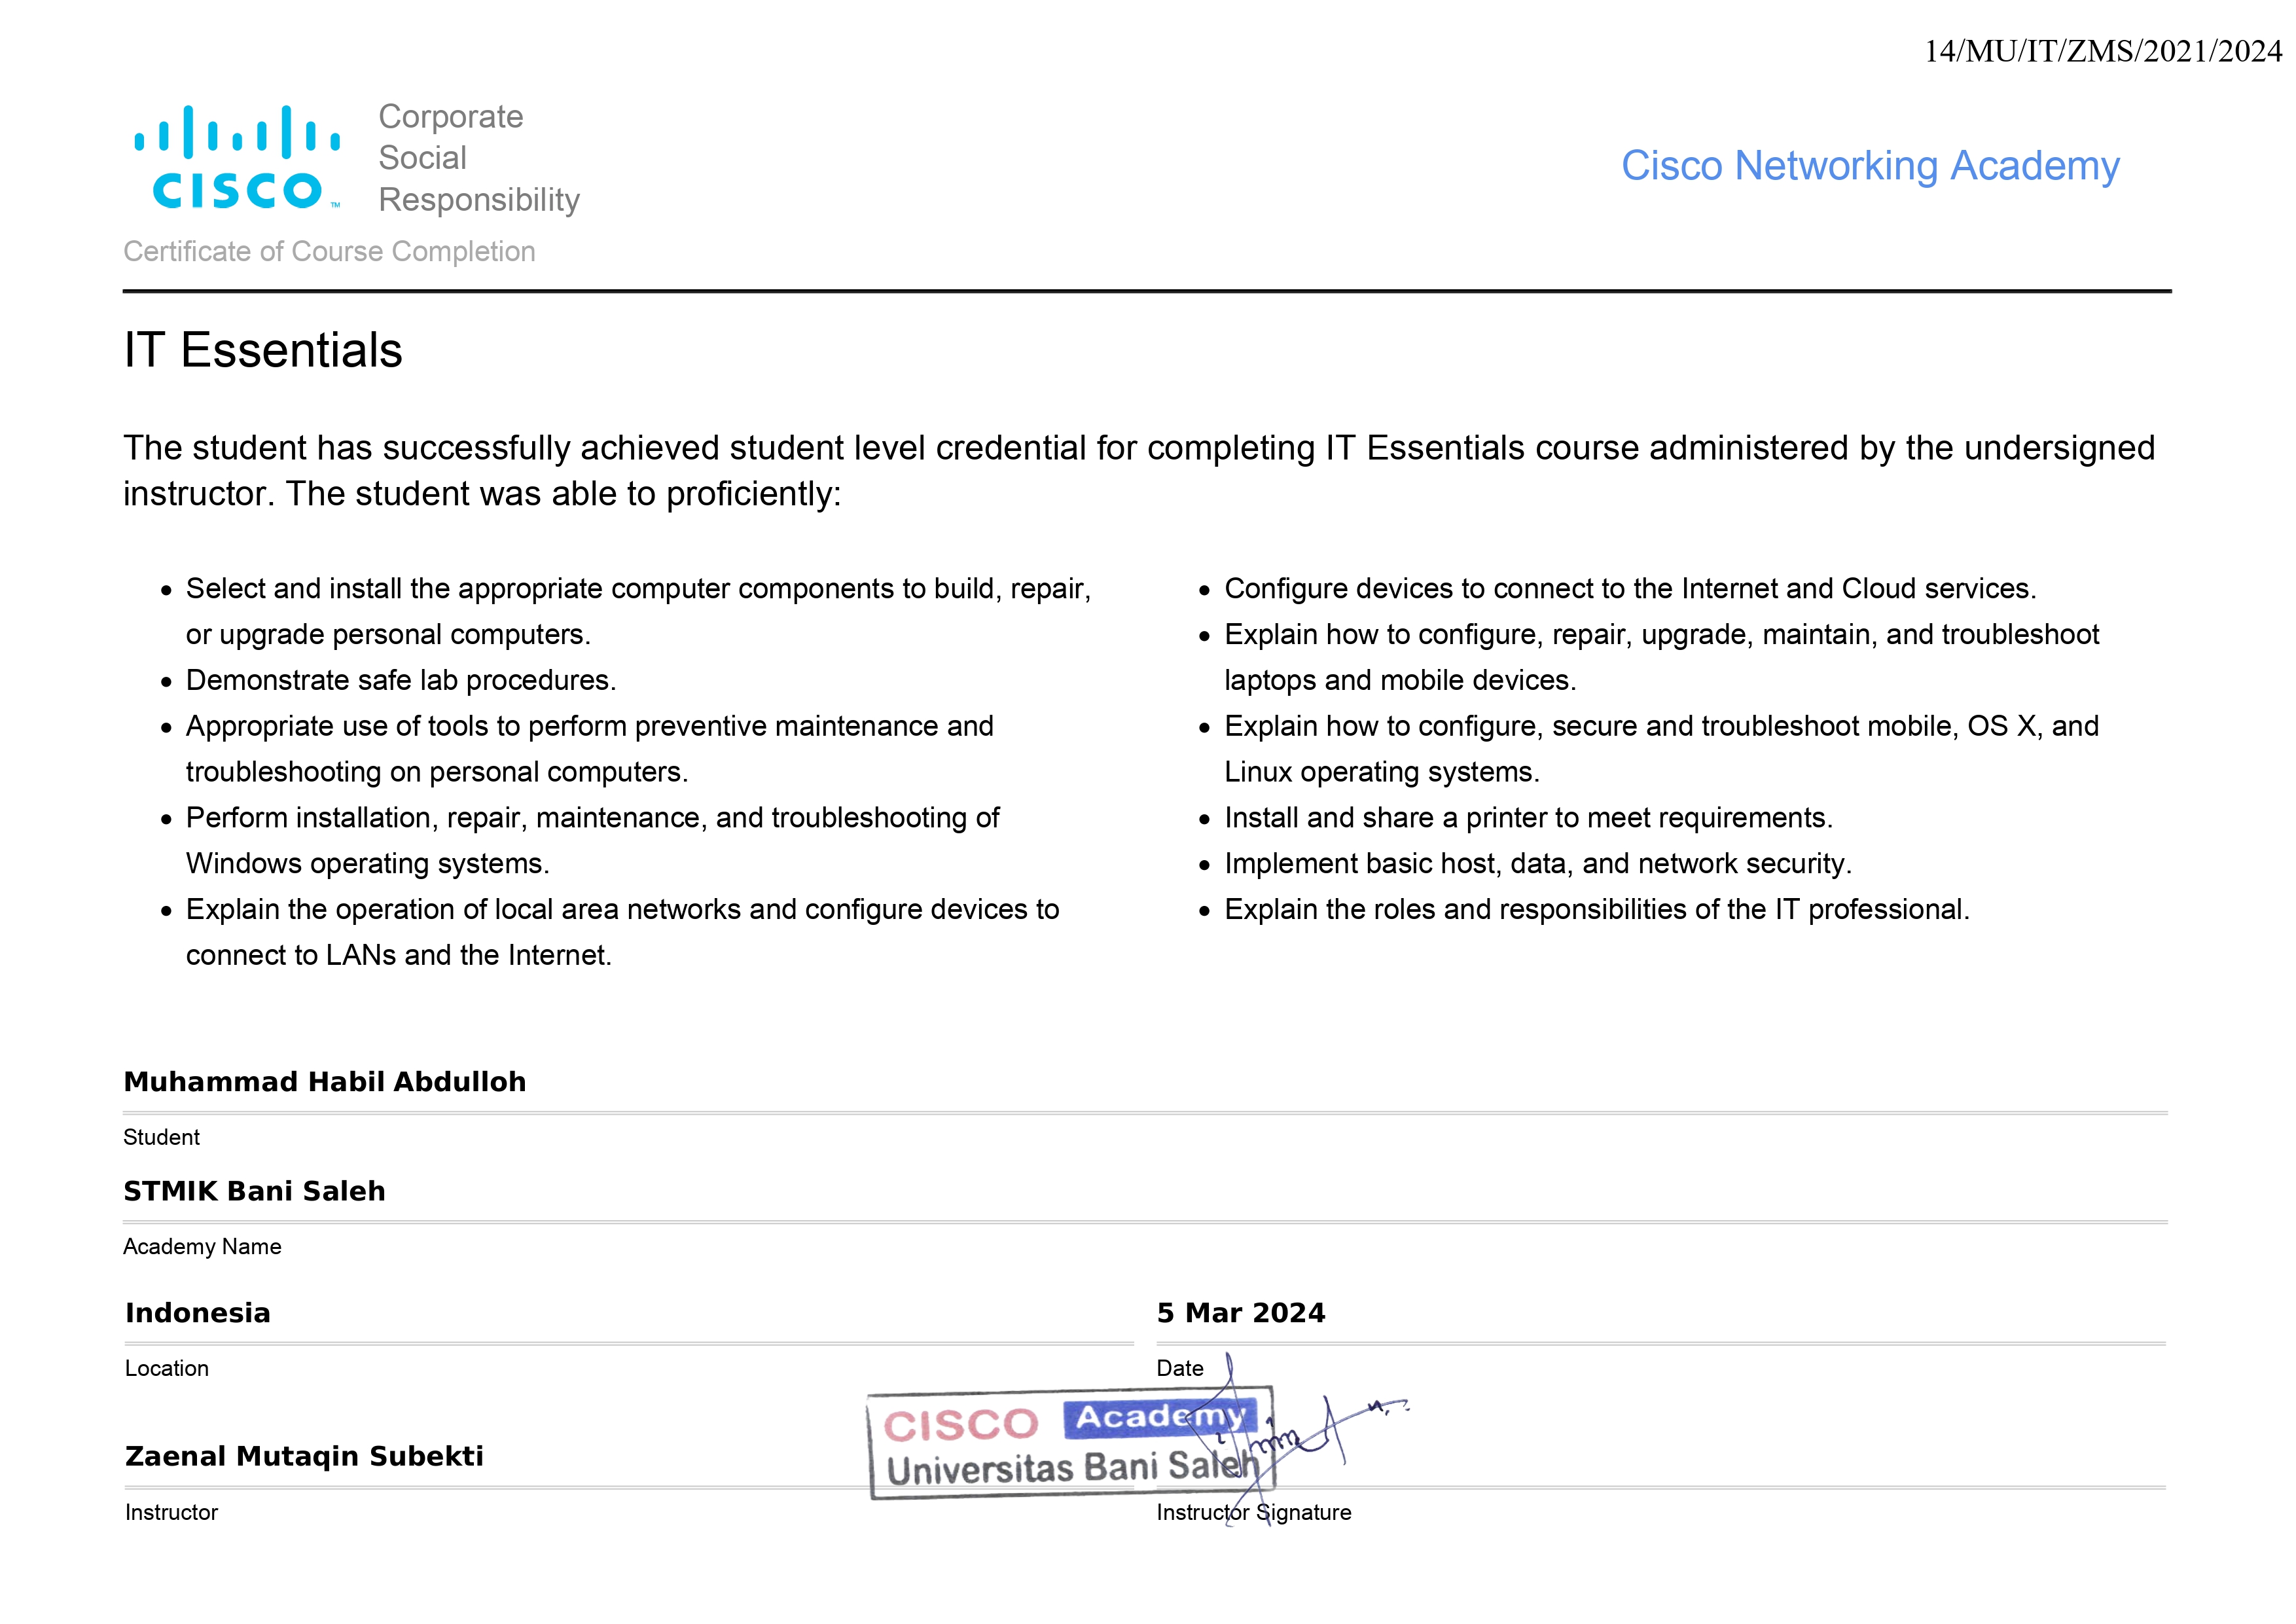 14/MU/IT/ZMS/2021/2024
CISCO™
Corporate
Social
Responsibility
Cisco Networking Academy
Certificate of Course Completion
IT Essentials
The student has successfully achieved student level credential for completing IT Essentials course administered by the undersigned
instructor. The student was able to proficiently:
• Select and install the appropriate computer components to build, repair,
or upgrade personal computers.
• Demonstrate safe lab procedures.
• Appropriate use of tools to perform preventive maintenance and
troubleshooting on personal computers.
• Perform installation, repair, maintenance, and troubleshooting of
Windows operating systems.
• Explain the operation of local area networks and configure devices to
connect to LANs and the Internet.
• Configure devices to connect to the Internet and Cloud services.
• Explain how to configure, repair, upgrade, maintain, and troubleshoot
laptops and mobile devices.
• Explain how to configure, secure and troubleshoot mobile, OS X, and
Linux operating systems.
• Install and share a printer to meet requirements.
• Implement basic host, data, and network security.
• Explain the roles and responsibilities of the IT professional.
Muhammad Habil Abdulloh
Student
STMIK Bani Saleh
Academy Name
Indonesia
Location
5 Mar 2024
Date
Zaenal Mutaqin Subekti
Instructor
CISCO Academy
Universitas Bani Saleh
Instructor Signature